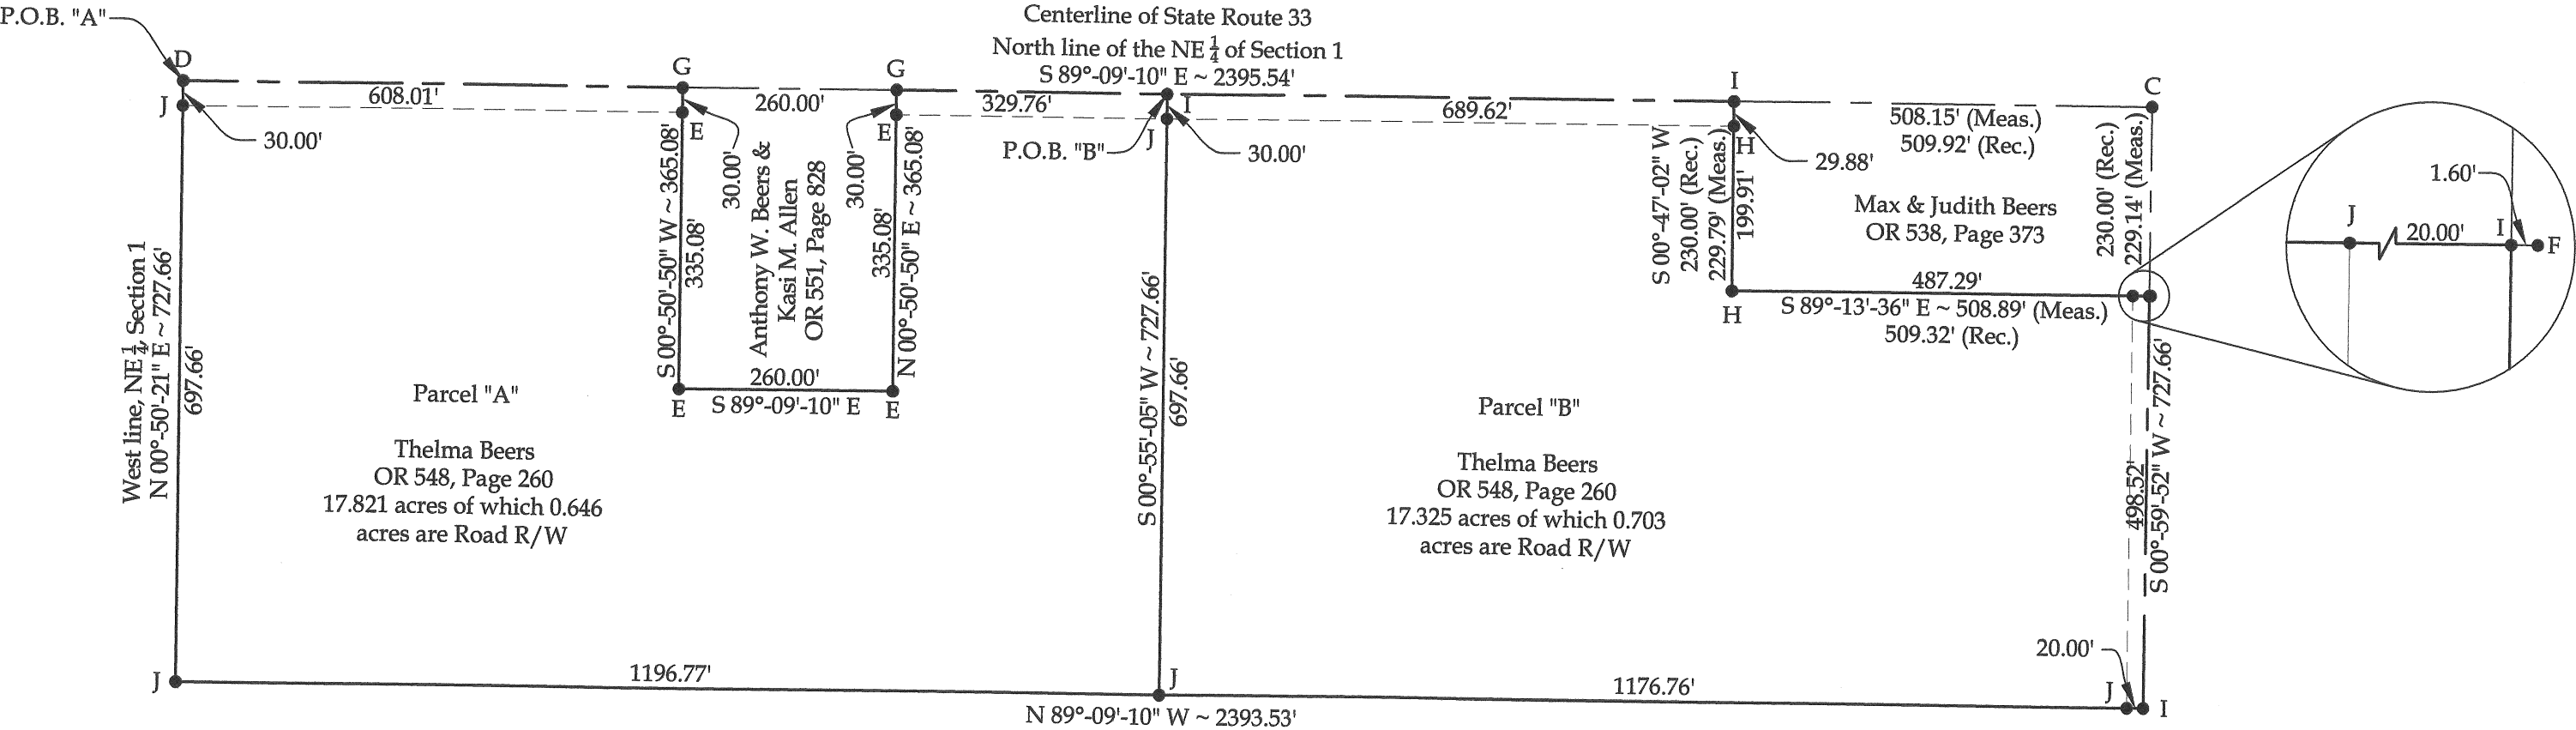 P.O.B. "A"
Centerline of State Route 33
North line of the NE ¼ of Section 1
S 89°-09'-10" E ~ 2395.54'
D
G
G
I
I
C
608.01'
260.00'
329.76'
689.62'
508.15' (Meas.)
509.92' (Rec.)
J
30.00'
E
30.00'
30.00'
E
P.O.B. "B"
J
30.00'
H
29.88'
West line, NE ¼, Section 1
N 00°-50'-21" E ~ 727.66'
697.66'
S 00°-50'-50" W ~ 365.08'
335.08'
Anthony W. Beers &
Kasi M. Allen
OR 551, Page 828
335.08'
N 00°-50'-50" E ~ 365.08'
S 00°-55'-05" W ~ 727.66'
697.66'
S 00°-47'-02" W
230.00' (Rec.)
229.79' (Meas.)
199.91'
Max & Judith Beers
OR 538, Page 373
230.00' (Rec.)
229.14' (Meas.)
1.60'
J
20.00'
I
F
487.29'
H
S 89°-13'-36" E ~ 508.89' (Meas.)
509.32' (Rec.)
260.00'
E
S 89°-09'-10" E
E
Parcel "A"
Thelma Beers
OR 548, Page 260
17.821 acres of which 0.646
acres are Road R/W
Parcel "B"
Thelma Beers
OR 548, Page 260
17.325 acres of which 0.703
acres are Road R/W
498.52'
S 00°-59'-52" W ~ 727.66'
20.00'
J
1196.77'
J
1176.76'
J
I
N 89°-09'-10" W ~ 2393.53'